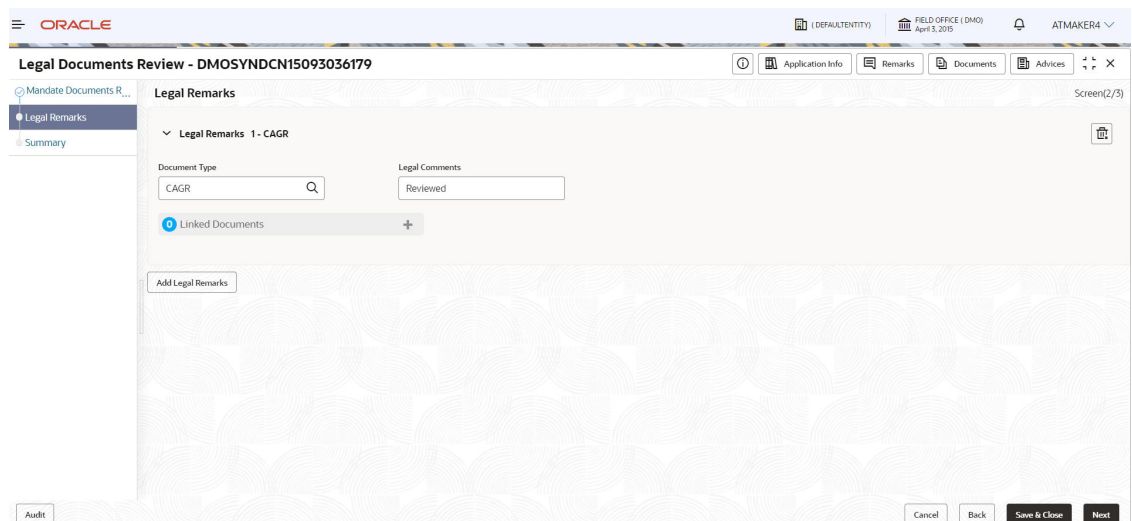 ORACLE
( DEFAULTENTITY)
FIELD OFFICE ( DMO)
April 3, 2015
ATMAKER4
Legal Documents Review - DMOSYNDCN15093036179
Application Info
Remarks
Documents
Advices
Mandate Documents R...
Legal Remarks
Summary
Legal Remarks
Screen(2/3)
Legal Remarks 1 - CAGR
Document Type
Legal Comments
CAGR
Reviewed
0 Linked Documents
Add Legal Remarks
Audit
Cancel
Back
Save & Close
Next